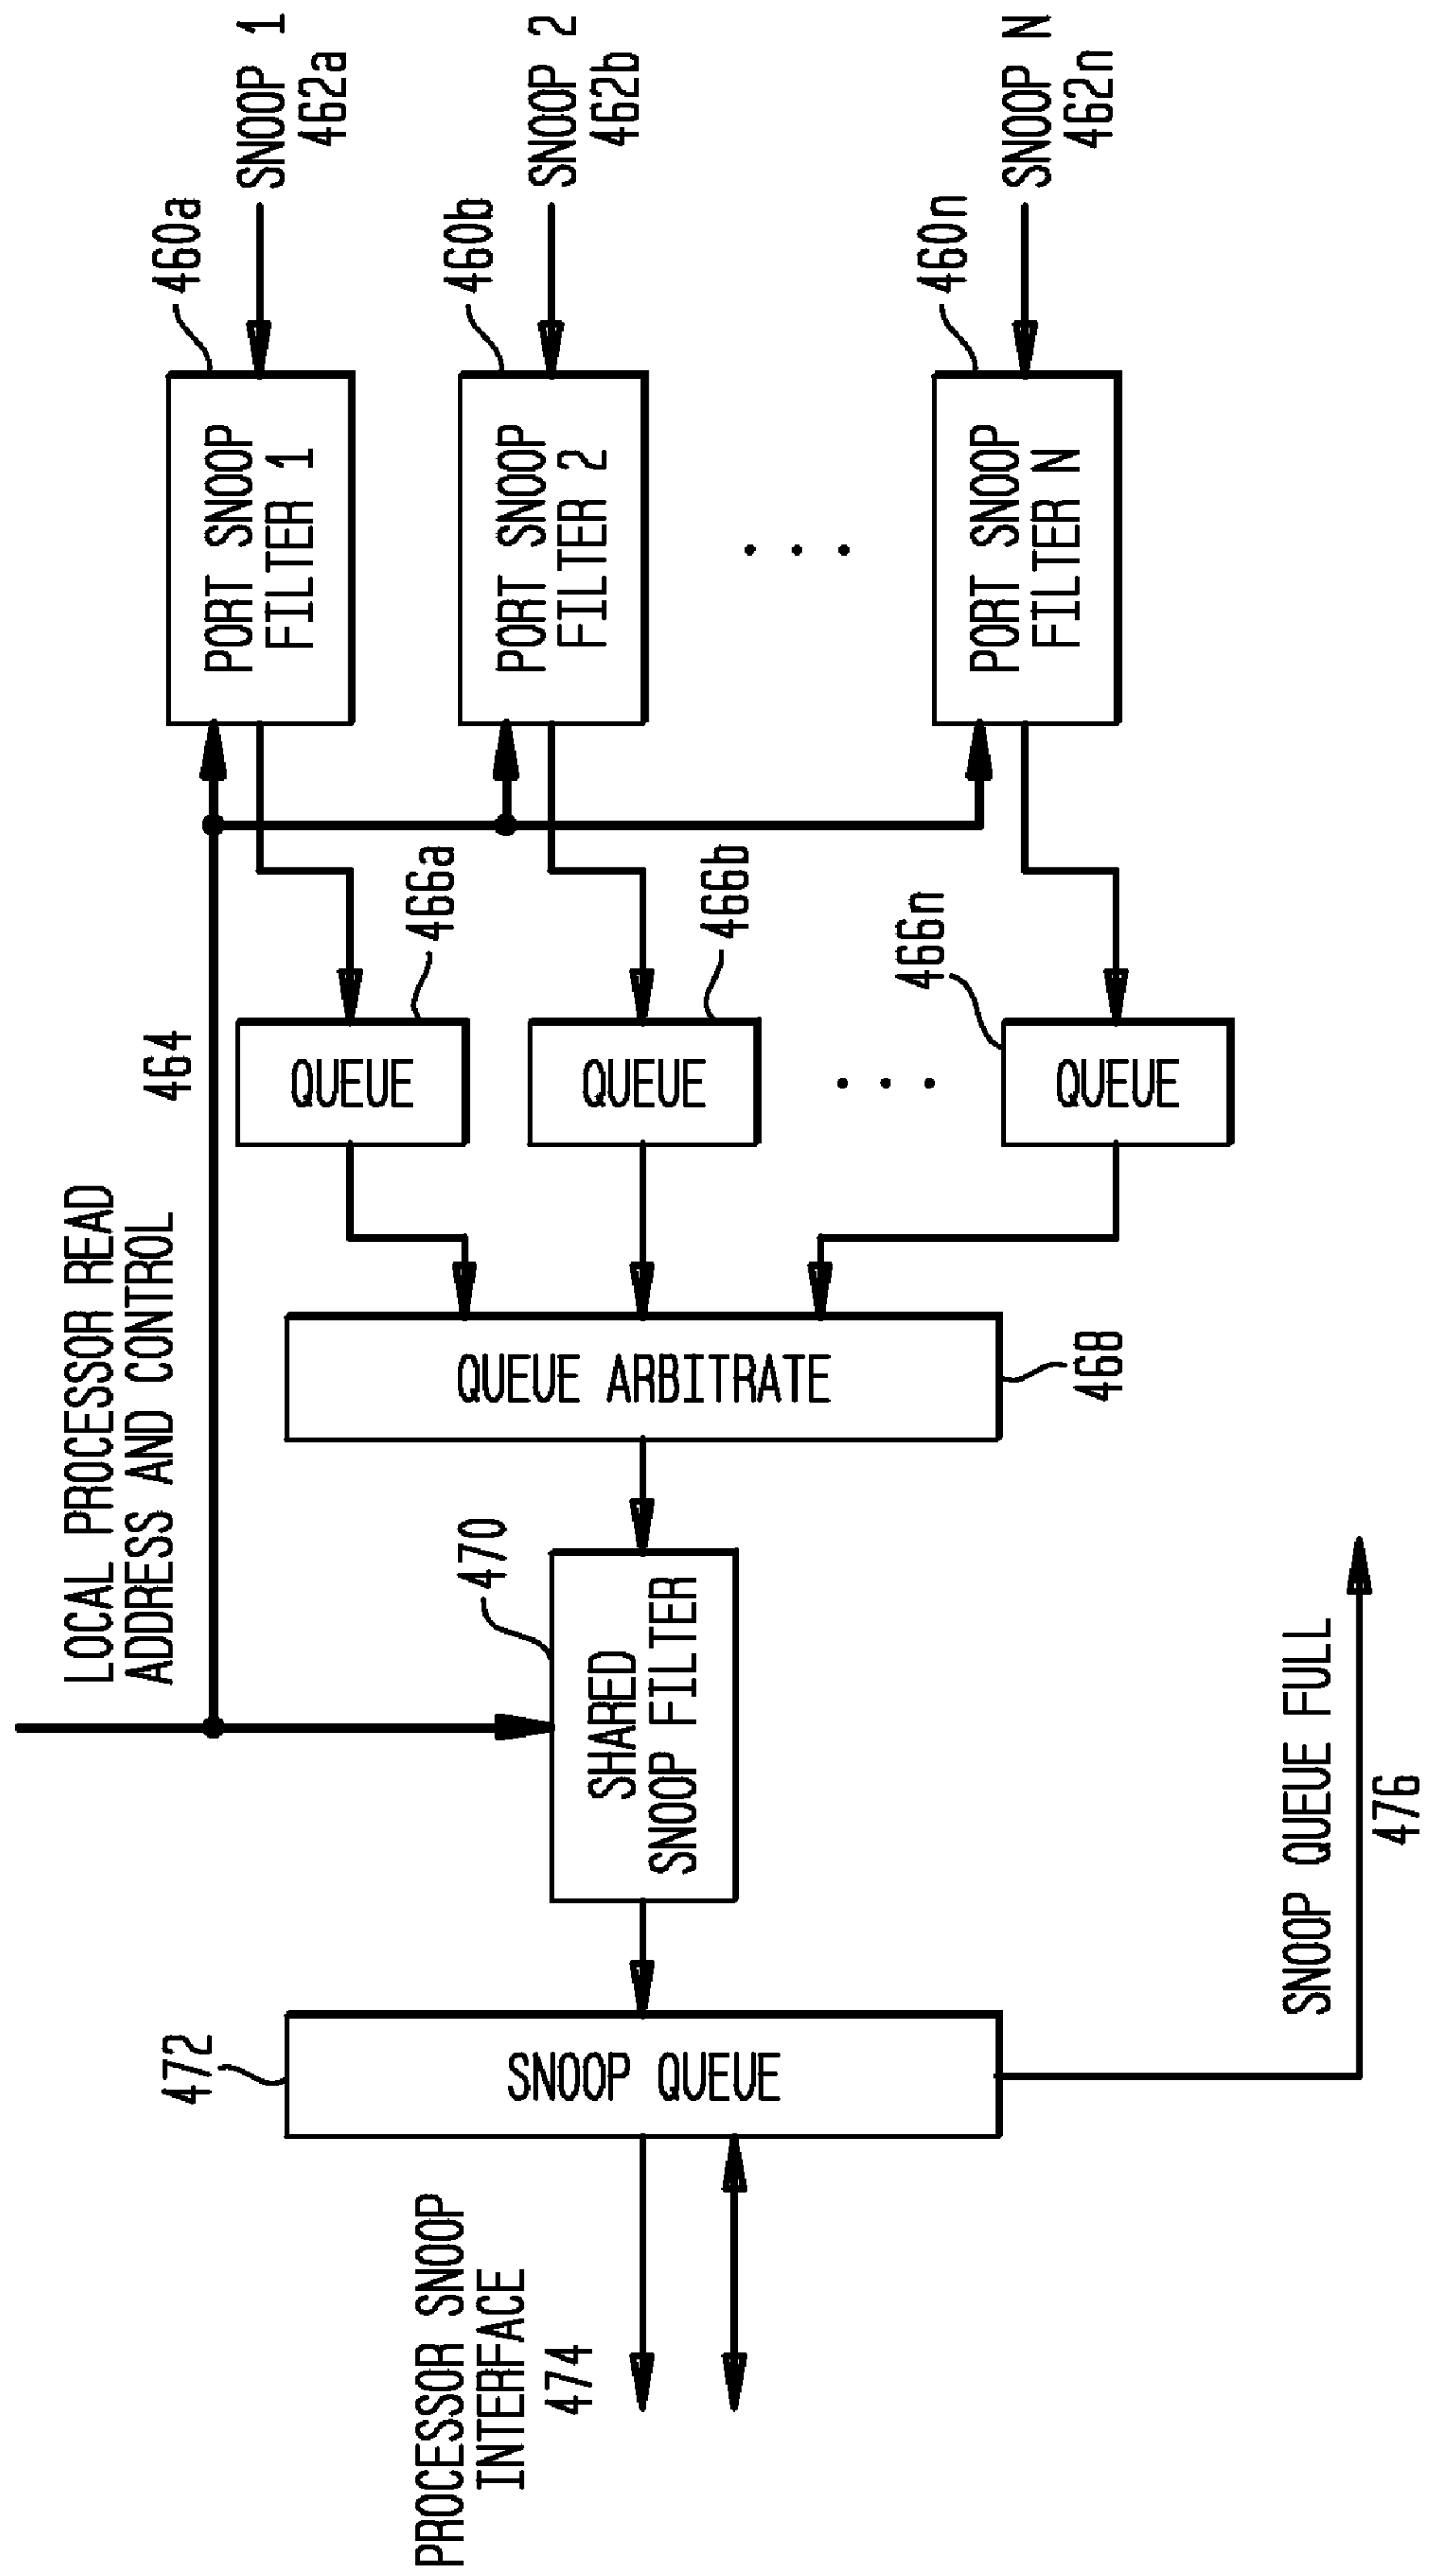 LOCAL PROCESSOR READ
ADDRESS AND CONTROL
464
460a
SNOOP 1
462a
PORT SNOOP
FILTER 1
460b
SNOOP 2
462b
PORT SNOOP
FILTER 2
. . .
460n
SNOOP N
462n
PORT SNOOP
FILTER N
466a
QUEUE
466b
QUEUE
. . .
466n
QUEUE
QUEUE ARBITRATE
468
470
SHARED
SNOOP FILTER
472
SNOOP QUEUE
PROCESSOR SNOOP
INTERFACE
474
SNOOP QUEUE FULL
476